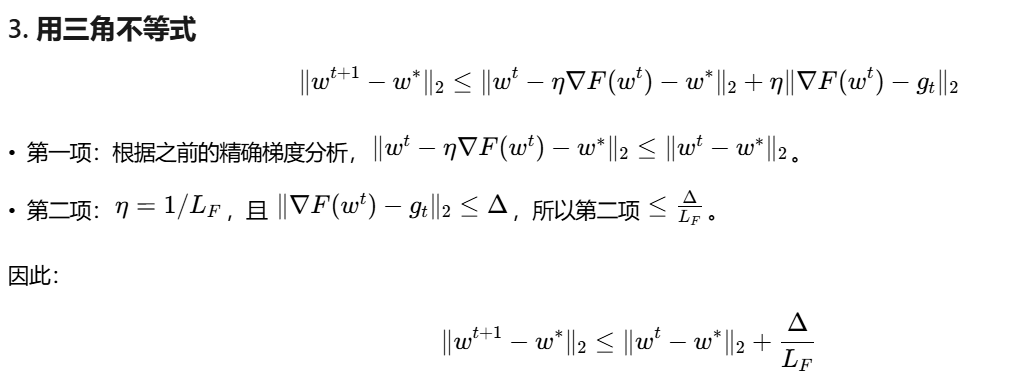 3. 用三角不等式
‖w^{t+1} − w^*‖_2 ≤ ‖w^t − η∇F(w^t) − w^*‖_2 + η‖∇F(w^t) − g_t‖_2
• 第一项：根据之前的精确梯度分析，‖w^t − η∇F(w^t) − w^*‖_2 ≤ ‖w^t − w^*‖_2。
• 第二项：η = 1/L_F，且 ‖∇F(w^t) − g_t‖_2 ≤ Δ，所以第二项 ≤ \frac{Δ}{L_F}。
因此：
‖w^{t+1} − w^*‖_2 ≤ ‖w^t − w^*‖_2 + \frac{Δ}{L_F}